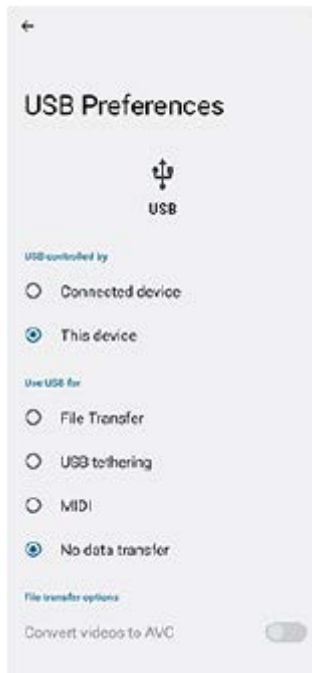 USB Preferences
USB
USB controlled by
Connected device
This device
Use USB for
File Transfer
USB tethering
MIDI
No data transfer
File transfer options
Convert videos to AVC